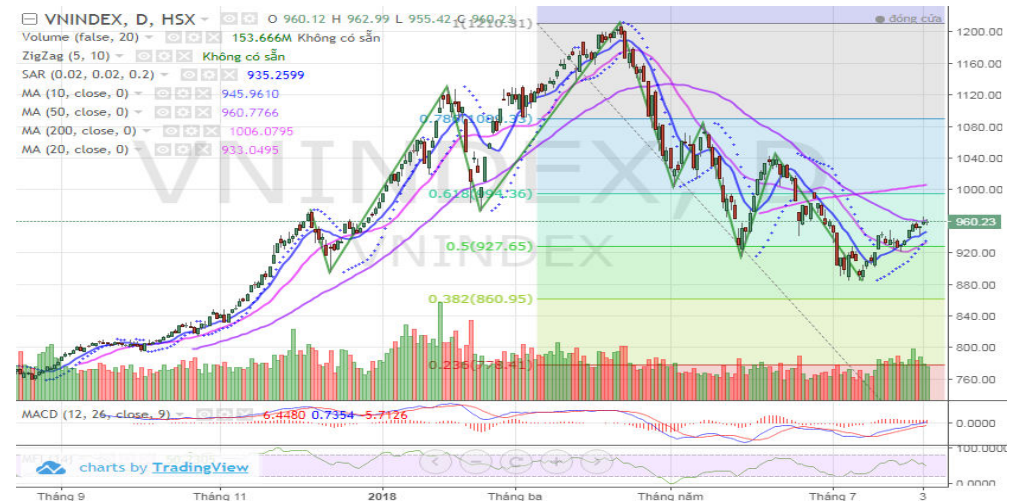 VNINDEX, D, HSX O 960.12 H 962.99 L 955.42 C 960.23
1(1210.31)
đóng cửa
Volume (false, 20) 153.666M Không có sẵn
ZigZag (5, 10) Không có sẵn
SAR (0.02, 0.02, 0.2) 935.2599
MA (10, close, 0) 945.9610
MA (50, close, 0) 960.7766
MA (200, close, 0) 1006.0795
MA (20, close, 0) 933.0495
VNINDEX, D
VNINDEX
0.618(994.36)
0.5(927.65)
0.382(860.95)
0.236(778.41)
1200.00
1160.00
1120.00
1080.00
1040.00
1000.00
960.23
920.00
880.00
840.00
800.00
760.00
MACD (12, 26, close, 9) 6.4480 0.7354 -5.7126
0.0000
100.0000
0.0000
charts by TradingView
Tháng 9 Tháng 11 2018 Tháng ba Tháng năm Tháng 7 3